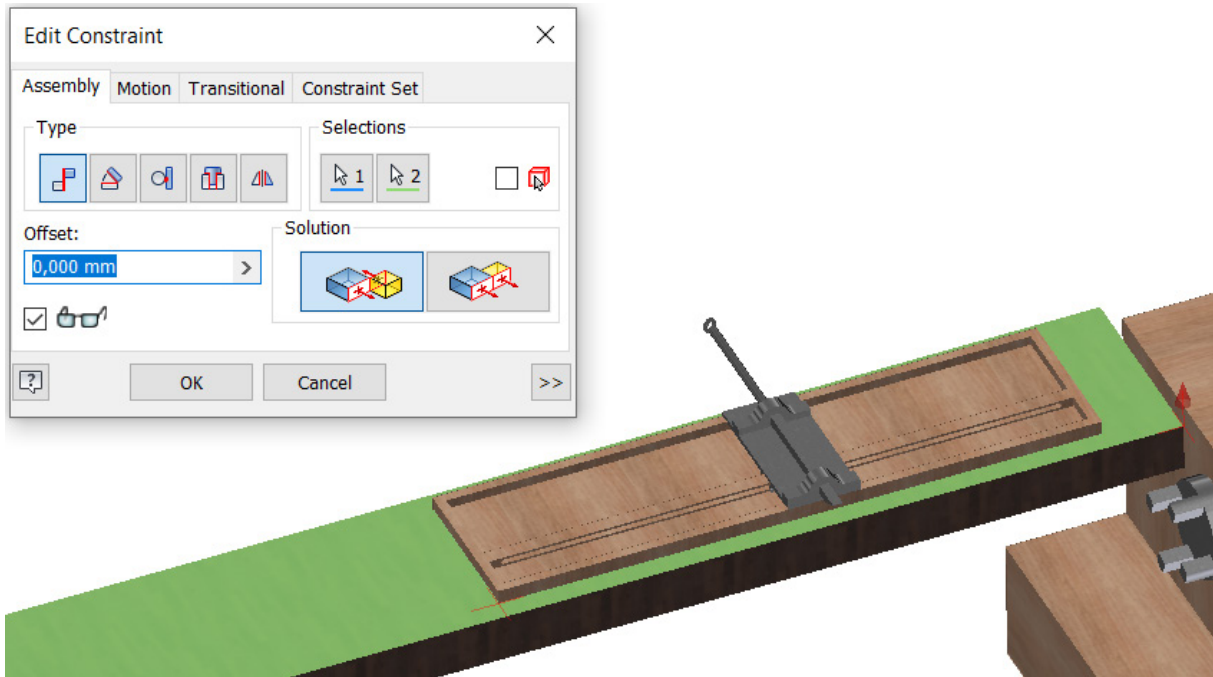 Edit Constraint
Assembly Motion Transitional Constraint Set
Type
Selections
1
2
Offset:
Solution
0,000 mm
OK
Cancel
>>